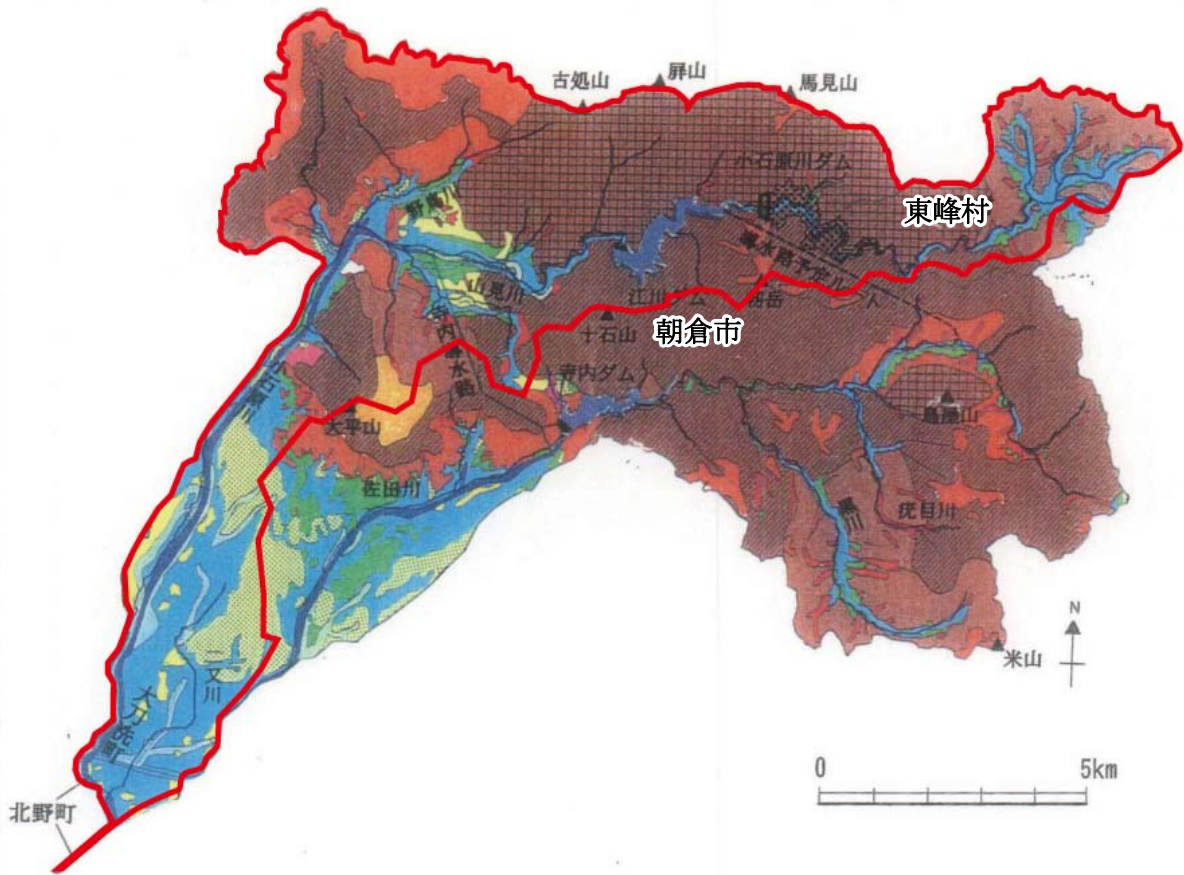 古処山
屏山
馬見山
小石原川ダム
東峰村
野鳥川
導水路予定ル
山見川
江川ダム
十石山
朝倉市
寺内導水路
寺内ダム
小石原川
大平山
鳥屋山
佐田川
黒川
疣目川
二又川
米山
大刀洗町
北野町
N
0
5km